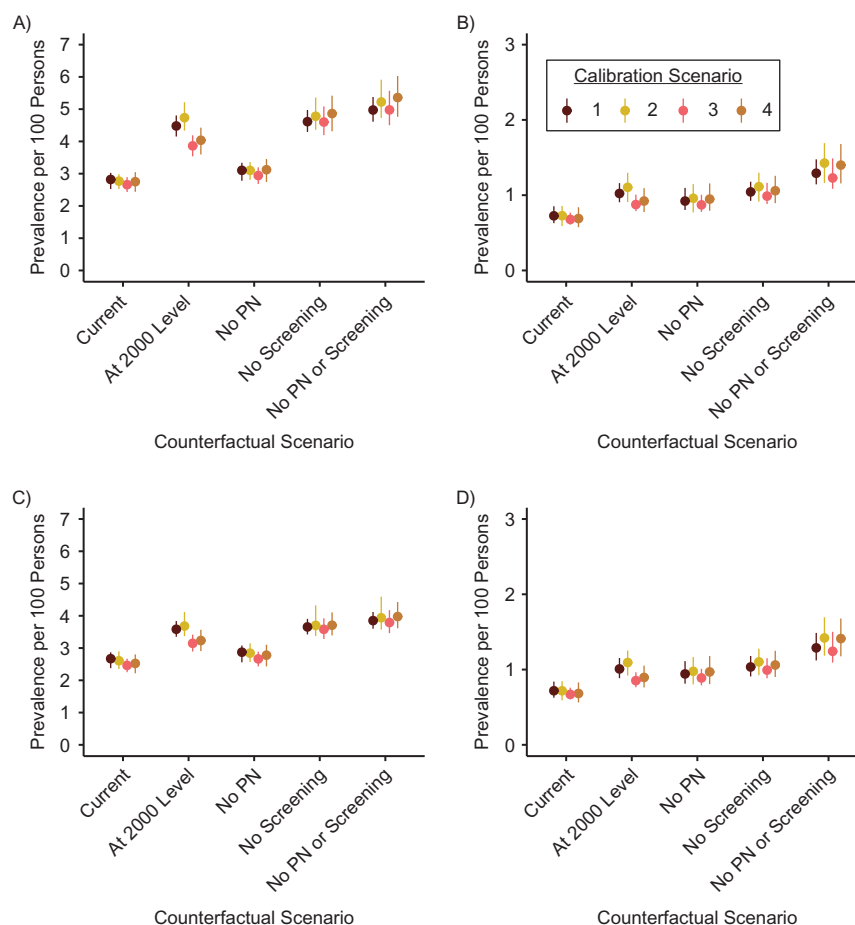 A)
Prevalence per 100 Persons
7
6
5
4
3
2
1
0
Current
At 2000 Level
No PN
No Screening
No PN or Screening
Counterfactual Scenario
B)
Prevalence per 100 Persons
3
2
1
0
Calibration Scenario
1 2 3 4
Current
At 2000 Level
No PN
No Screening
No PN or Screening
Counterfactual Scenario
C)
Prevalence per 100 Persons
7
6
5
4
3
2
1
0
Current
At 2000 Level
No PN
No Screening
No PN or Screening
Counterfactual Scenario
D)
Prevalence per 100 Persons
3
2
1
0
Current
At 2000 Level
No PN
No Screening
No PN or Screening
Counterfactual Scenario